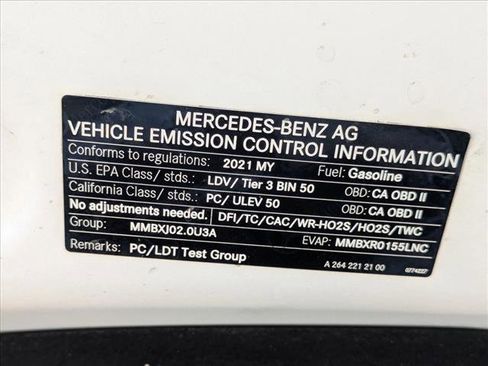 MERCEDES-BENZ AG
VEHICLE EMISSION CONTROL INFORMATION
Conforms to regulations: 2021 MY Fuel: Gasoline
U.S. EPA Class/ stds.: LDV/ Tier 3 BIN 50 OBD: CA OBD II
California Class/ stds.: PC/ ULEV 50 OBD: CA OBD II
No adjustments needed. DFI/TC/CAC/WR-HO2S/HO2S/TWC
Group: MMBXJ02.0U3A EVAP: MMBXR0155LNC
Remarks: PC/LDT Test Group A 264 221 21 00